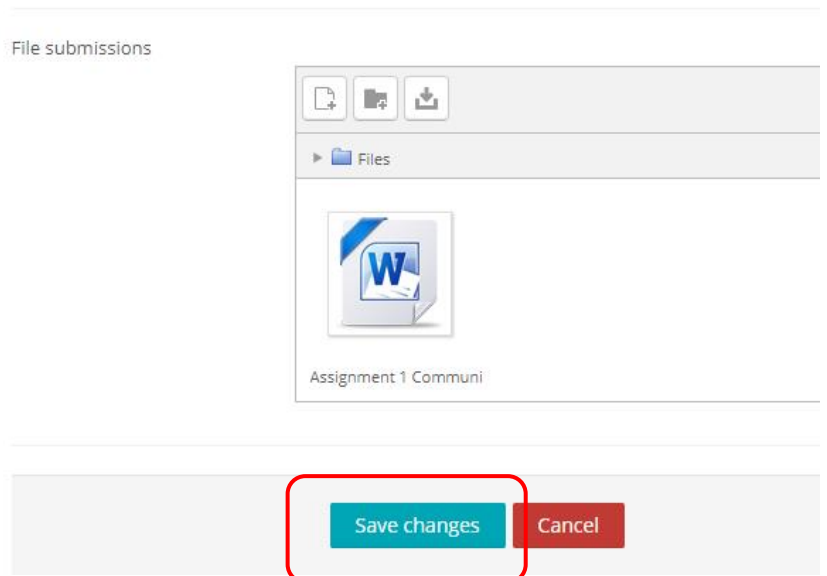 File submissions
Files
W
Assignment 1 Communi
Save changes Cancel